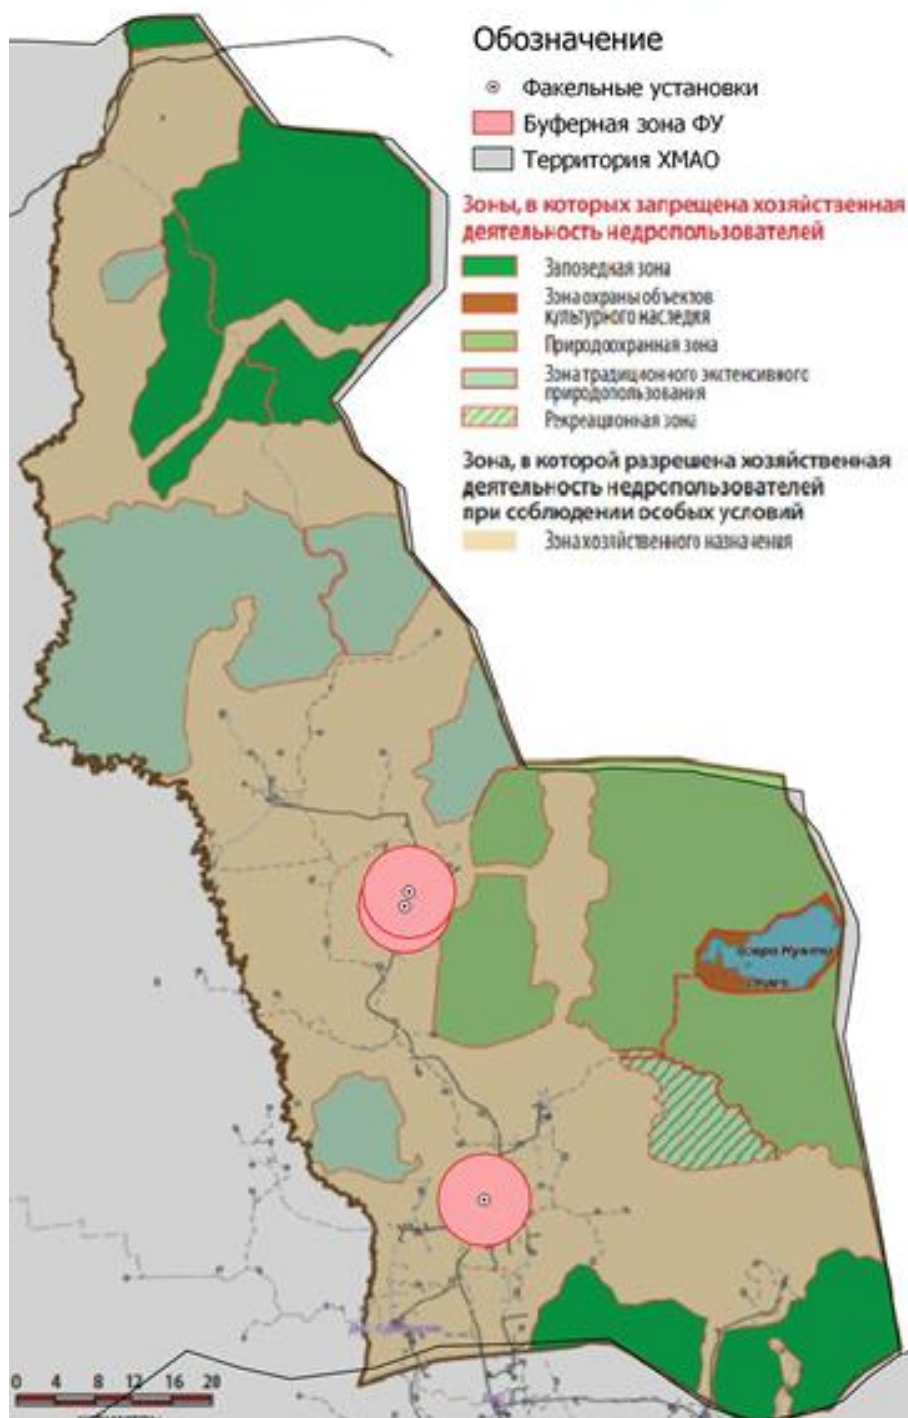 Обозначение
Факельные установки
Буферная зона ФУ
Территория ХМАО
Зоны, в которых запрещена хозяйственная
деятельность недропользователей
Заповедная зона
Зона охраны объектов
культурного наследия
Природоохранная зона
Зона традиционного экстенсивного
природопользования
Рекреационная зона
Зона, в которой разрешена хозяйственная
деятельность недропользователей
при соблюдении особых условий
Зона хозяйственного назначения
озеро Нумто
0 4 8 12 16 20